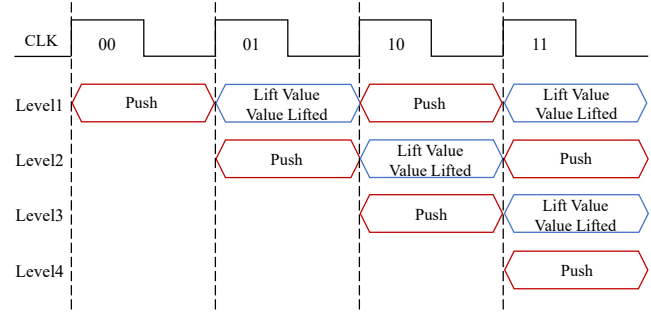 CLK 00 01 10 11
Level1 Push Lift Value Push Lift Value
Value Lifted Value Lifted
Level2 Push Lift Value Push
Value Lifted
Level3 Push Lift Value
Value Lifted
Level4 Push